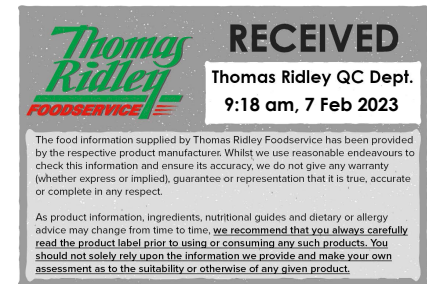 Thomas
Ridley
FOODSERVICE
RECEIVED
Thomas Ridley QC Dept.
9:18 am, 7 Feb 2023
The food information supplied by Thomas Ridley Foodservice has been provided
by the respective product manufacturer. Whilst we use reasonable endeavours to
check this information and ensure its accuracy, we do not give any warranty
(whether express or implied), guarantee or representation that it is true, accurate
or complete in any respect.
As product information, ingredients, nutritional guides and dietary or allergy
advice may change from time to time, we recommend that you always carefully
read the product label prior to using or consuming any such products. You
should not solely rely upon the information we provide and make your own
assessment as to the suitability or otherwise of any given product.